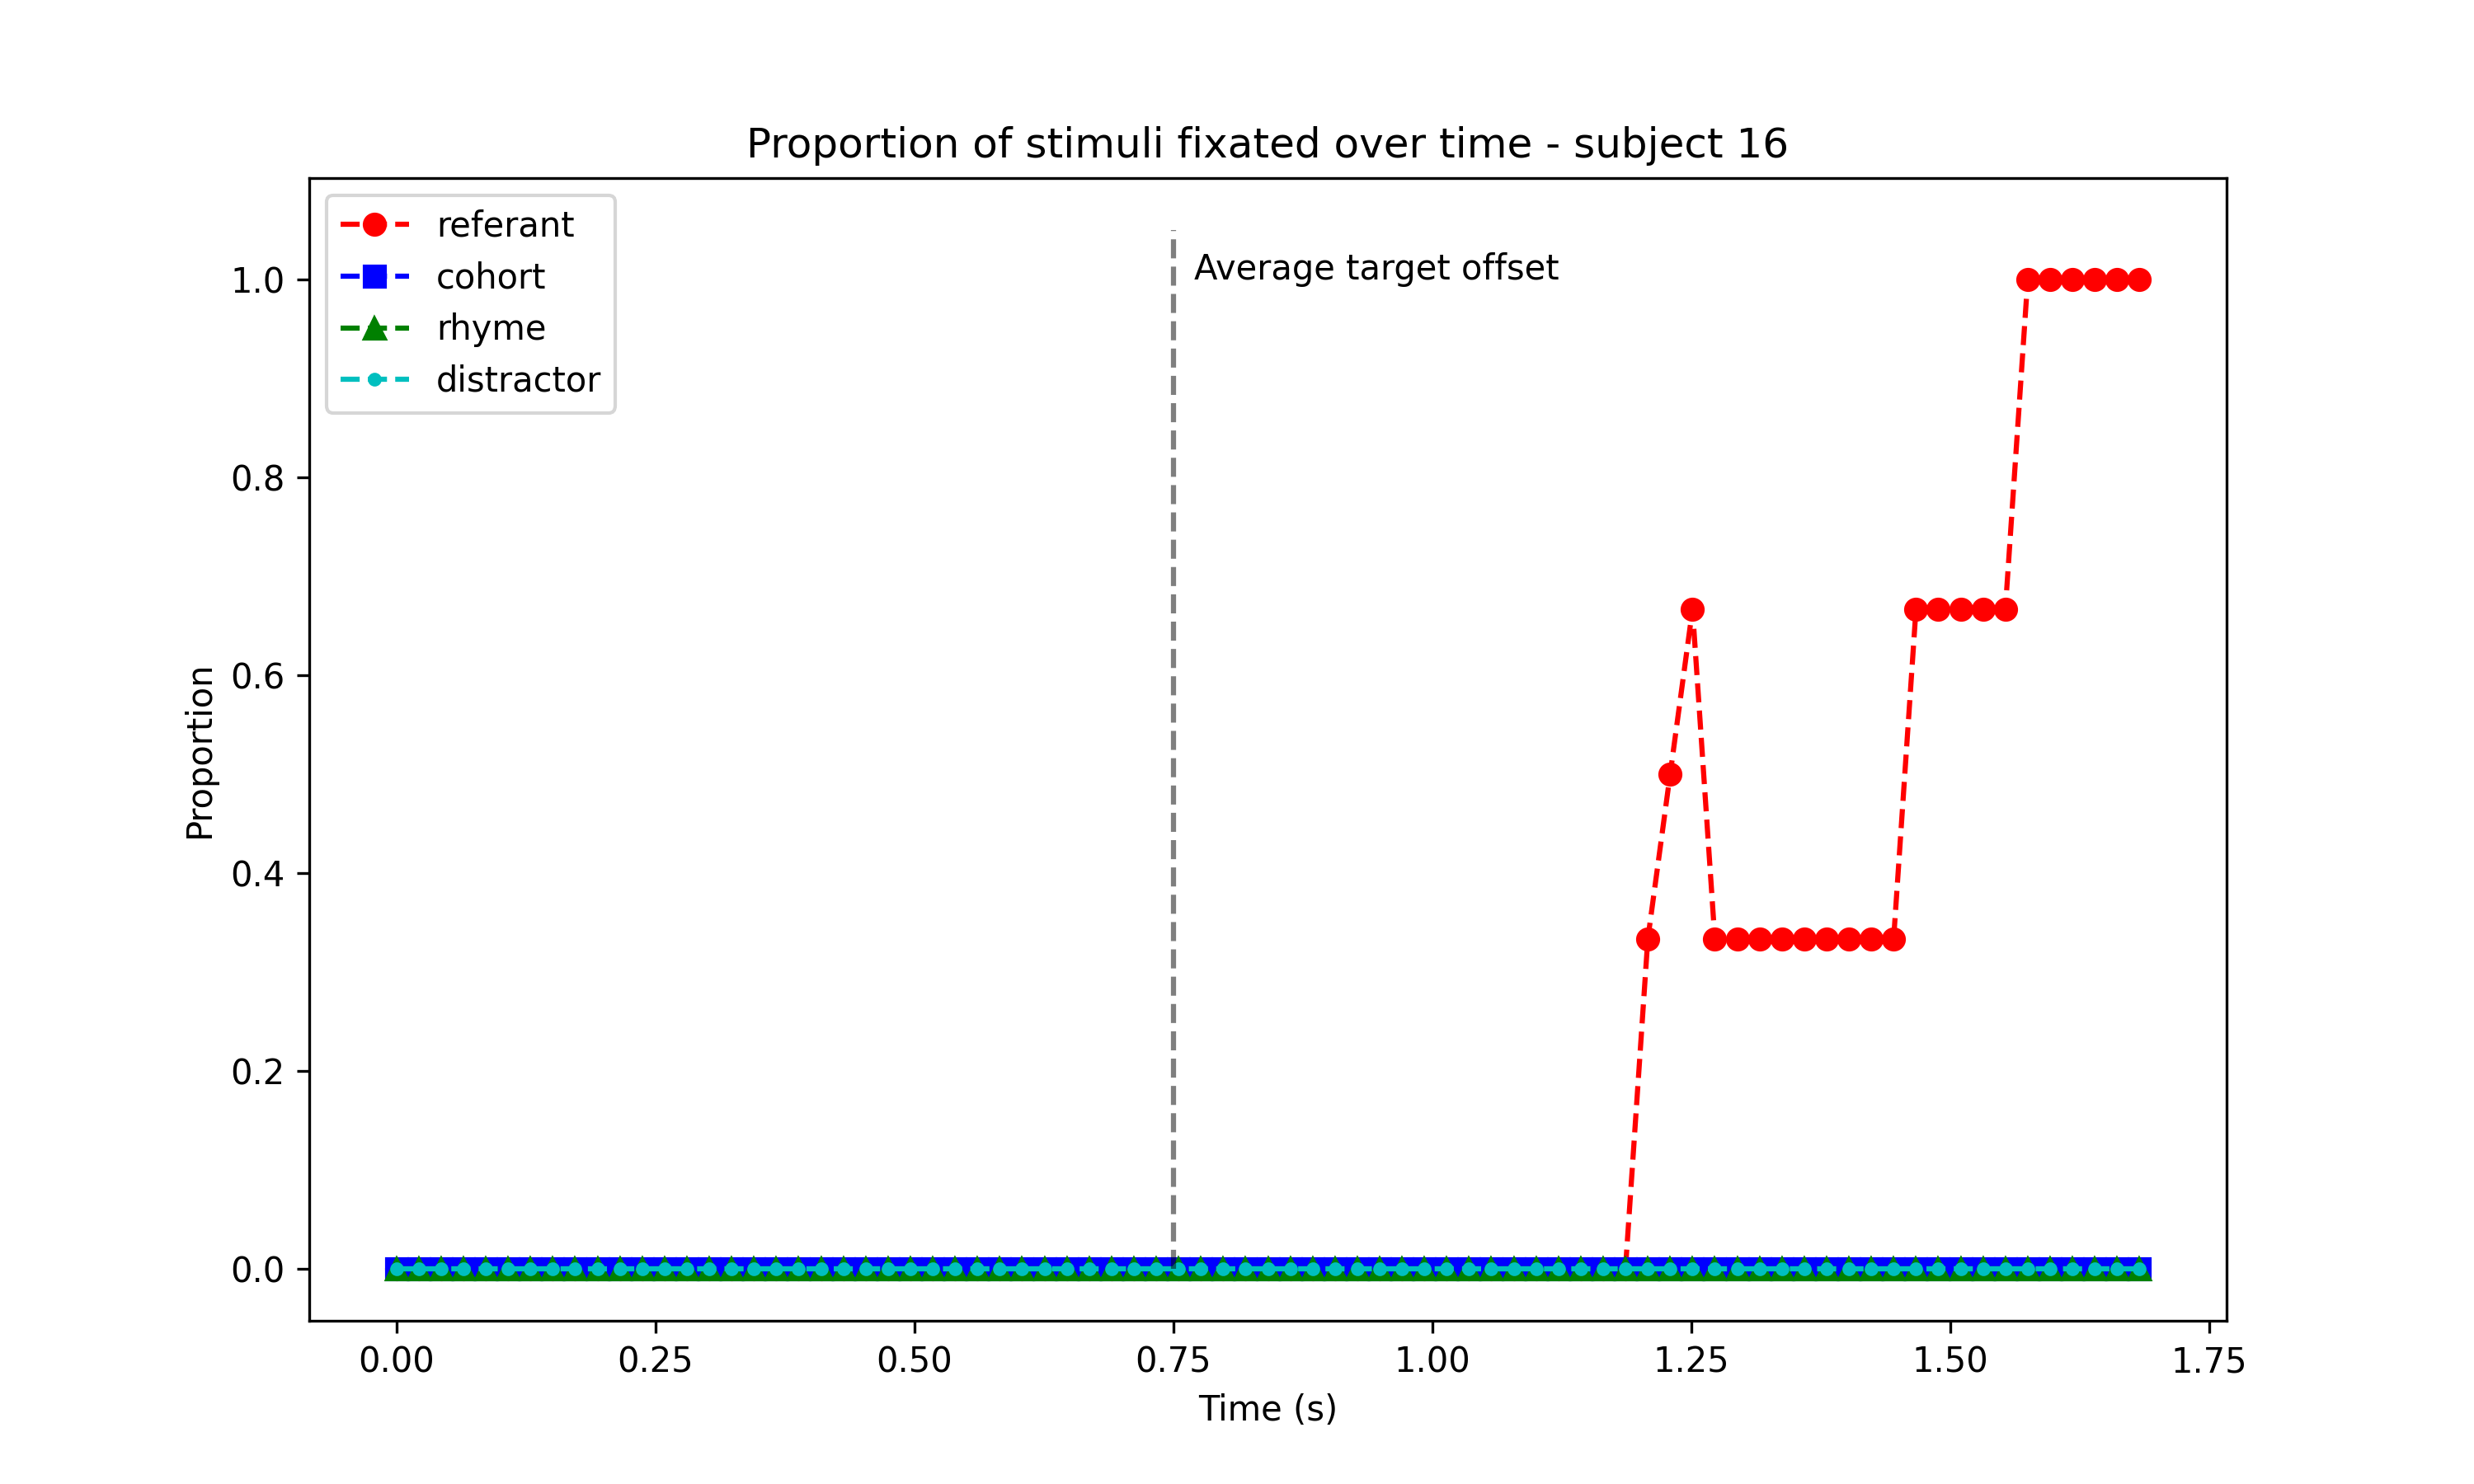 Proportion of stimuli fixated over time - subject 16
referant
cohort
rhyme
distractor
Average target offset
1.0
0.8
0.6
0.4
0.2
0.0
Proportion
0.00 0.25 0.50 0.75 1.00 1.25 1.50 1.75
Time (s)